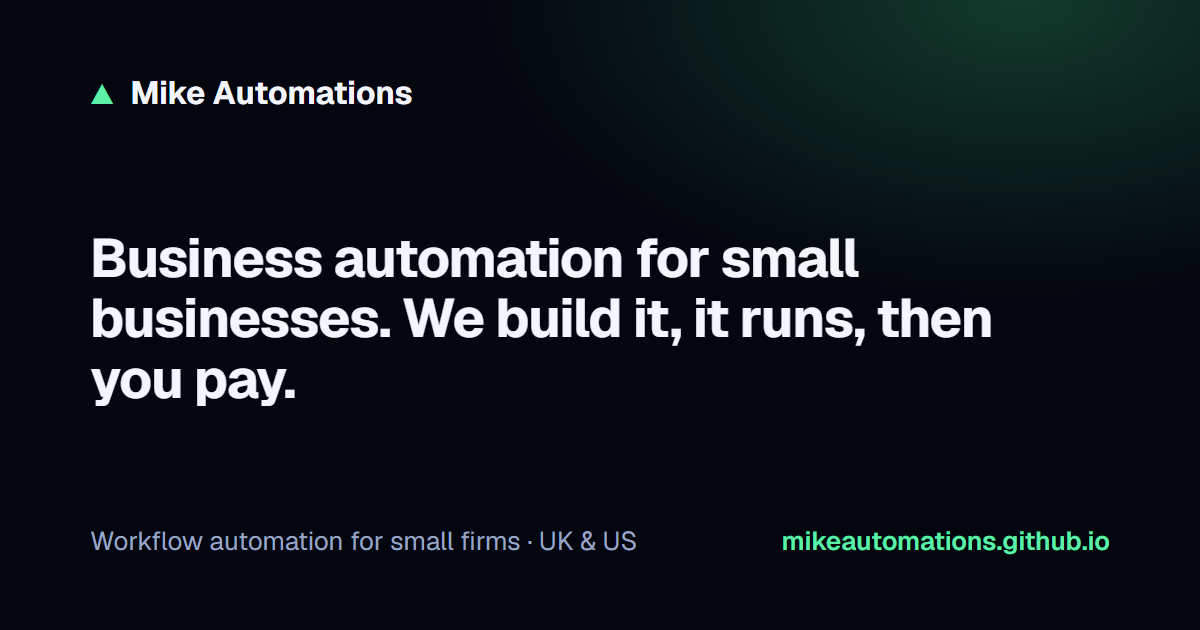 Mike Automations
Business automation for small
businesses. We build it, it runs, then
you pay.
Workflow automation for small firms · UK & US
mikeautomations.github.io